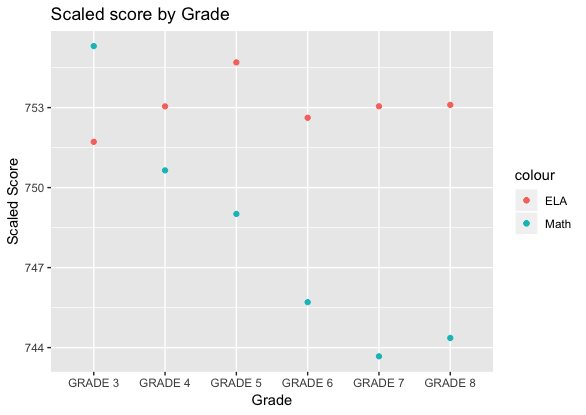 Scaled score by Grade
Scaled Score
753
750
747
744
GRADE 3 GRADE 4 GRADE 5 GRADE 6 GRADE 7 GRADE 8
Grade
colour
ELA
Math